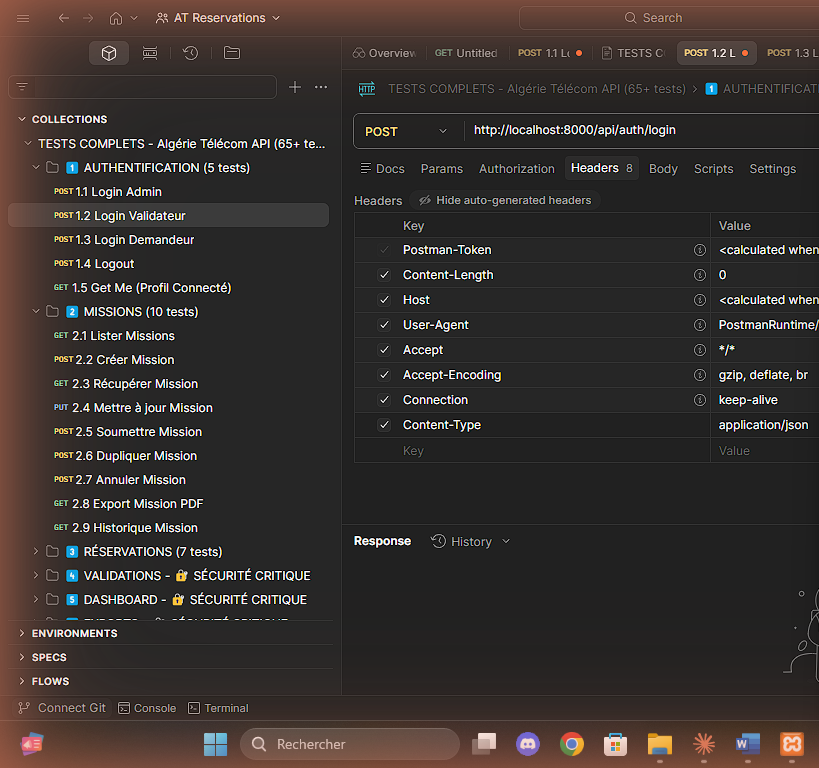 AT Reservations
Search
Overview
GET Untitled
POST 1.1 L
TESTS C
POST 1.2 L
POST 1.3 L
HTTP TESTS COMPLETS - Algérie Télécom API (65+ tests) > 1 AUTHENTIFICAT
COLLECTIONS
TESTS COMPLETS - Algérie Télécom API (65+ te...
1 AUTHENTIFICATION (5 tests)
POST 1.1 Login Admin
POST 1.2 Login Validateur
POST 1.3 Login Demandeur
POST 1.4 Logout
GET 1.5 Get Me (Profil Connecté)
2 MISSIONS (10 tests)
GET 2.1 Lister Missions
POST 2.2 Créer Mission
GET 2.3 Récupérer Mission
PUT 2.4 Mettre à jour Mission
POST 2.5 Soumettre Mission
POST 2.6 Dupliquer Mission
POST 2.7 Annuler Mission
GET 2.8 Export Mission PDF
GET 2.9 Historique Mission
3 RÉSERVATIONS (7 tests)
4 VALIDATIONS - 🔐 SÉCURITÉ CRITIQUE
5 DASHBOARD - 🔐 SÉCURITÉ CRITIQUE
ENVIRONMENTS
SPECS
FLOWS
POST
http://localhost:8000/api/auth/login
Docs Params Authorization Headers 8 Body Scripts Settings
Headers Hide auto-generated headers
Key Value
Postman-Token <calculated when
Content-Length 0
Host <calculated when
User-Agent PostmanRuntime/
Accept */*
Accept-Encoding gzip, deflate, br
Connection keep-alive
Content-Type application/json
Key Value
Response History
Connect Git Console Terminal
Rechercher